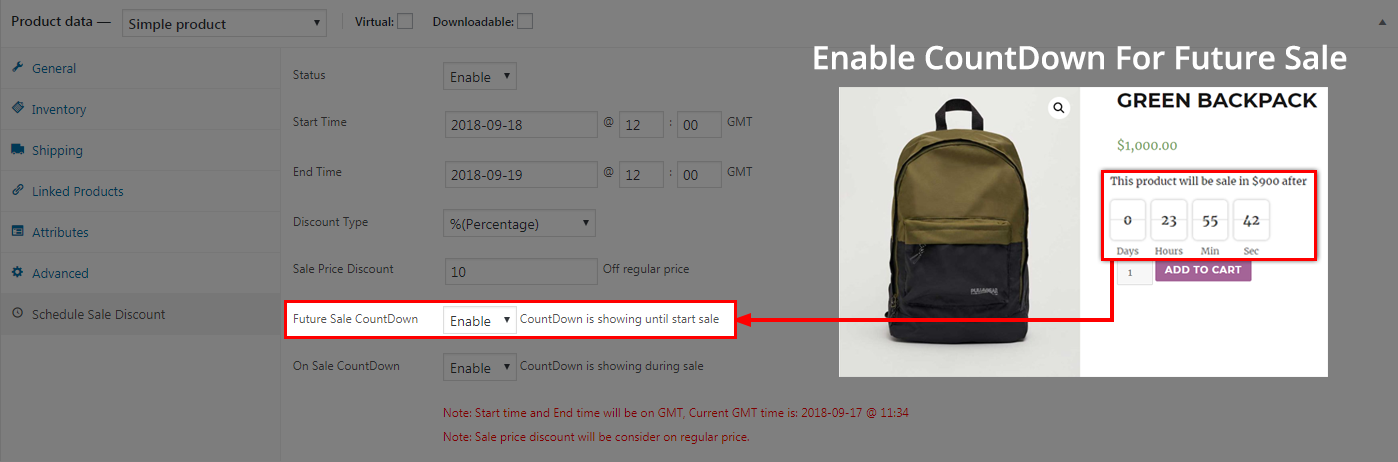 Product data —
Simple product
Virtual:
Downloadable:
General
Inventory
Shipping
Linked Products
Attributes
Advanced
Schedule Sale Discount
Status
Enable
Start Time
2018-09-18 @ 12 : 00 GMT
End Time
2018-09-19 @ 12 : 00 GMT
Discount Type
%(Percentage)
Sale Price Discount
10
Off regular price
Future Sale CountDown
Enable
CountDown is showing until start sale
On Sale CountDown
Enable
CountDown is showing during sale
Note: Start time and End time will be on GMT, Current GMT time is: 2018-09-17 @ 11:34
Note: Sale price discount will be consider on regular price.
Enable CountDown For Future Sale
GREEN BACKPACK
$1,000.00
This product will be sale in $900 after
0 23 55 42
Days Hours Min Sec
1
ADD TO CART